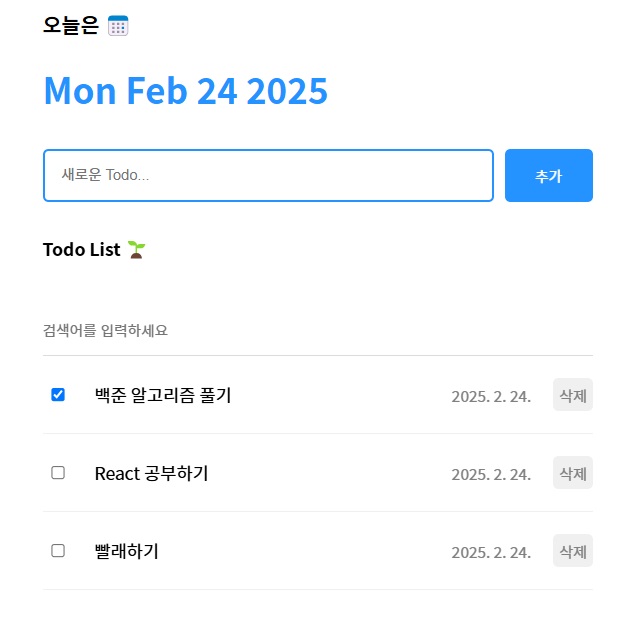 오늘은 📅
Mon Feb 24 2025
새로운 Todo...
추가
Todo List 🌱
검색어를 입력하세요
백준 알고리즘 풀기 2025. 2. 24. 삭제
React 공부하기 2025. 2. 24. 삭제
빨래하기 2025. 2. 24. 삭제